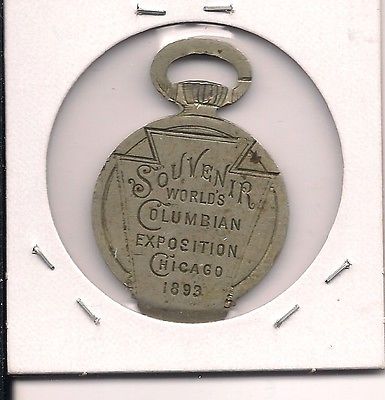 SOUVENIR
WORLD'S
COLUMBIAN
EXPOSITION
CHICAGO
1893